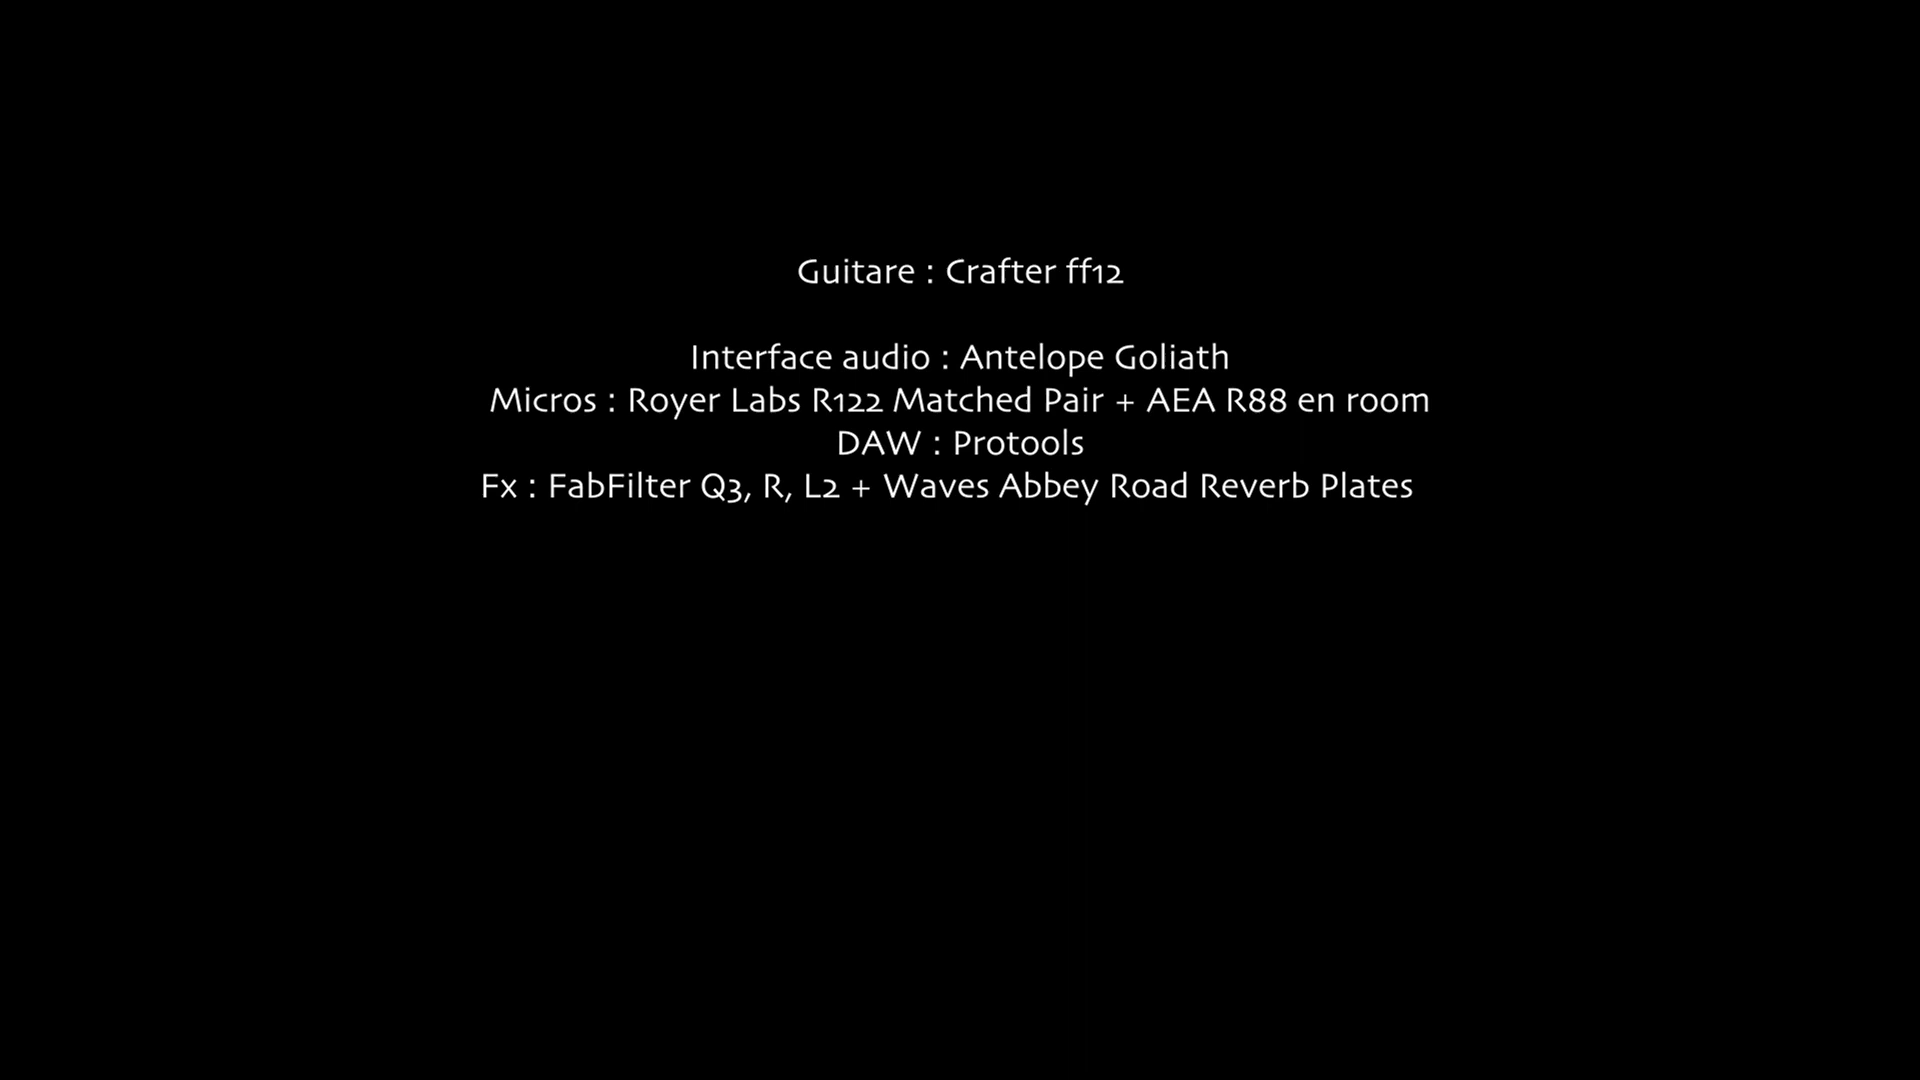 Guitare : Crafter ff12
Interface audio : Antelope Goliath
Micros : Royer Labs R122 Matched Pair + AEA R88 en room
DAW : Protools
Fx : FabFilter Q3, R, L2 + Waves Abbey Road Reverb Plates